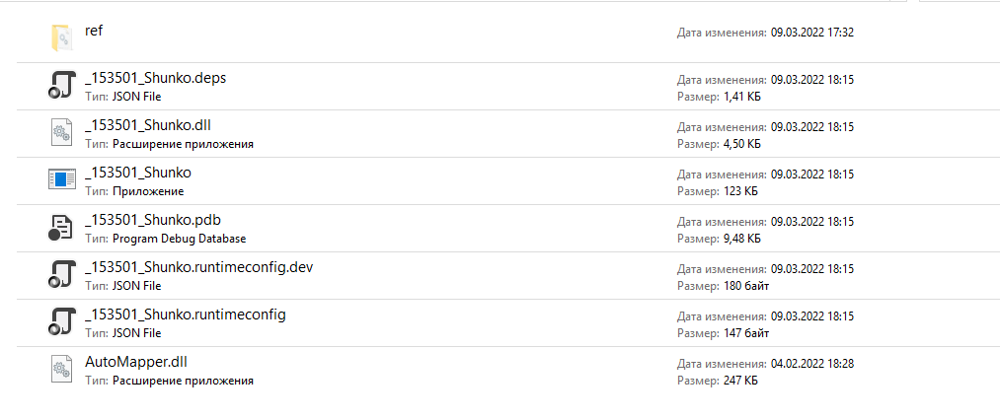 ref
Дата изменения: 09.03.2022 17:32
_153501_Shunko.deps
Дата изменения: 09.03.2022 18:15
Тип: JSON File
Размер: 1,41 КБ
_153501_Shunko.dll
Дата изменения: 09.03.2022 18:15
Тип: Расширение приложения
Размер: 4,50 КБ
_153501_Shunko
Дата изменения: 09.03.2022 18:15
Тип: Приложение
Размер: 123 КБ
_153501_Shunko.pdb
Дата изменения: 09.03.2022 18:15
Тип: Program Debug Database
Размер: 9,48 КБ
_153501_Shunko.runtimeconfig.dev
Дата изменения: 09.03.2022 18:15
Тип: JSON File
Размер: 180 байт
_153501_Shunko.runtimeconfig
Дата изменения: 09.03.2022 18:15
Тип: JSON File
Размер: 147 байт
AutoMapper.dll
Дата изменения: 04.02.2022 18:28
Тип: Расширение приложения
Размер: 247 КБ